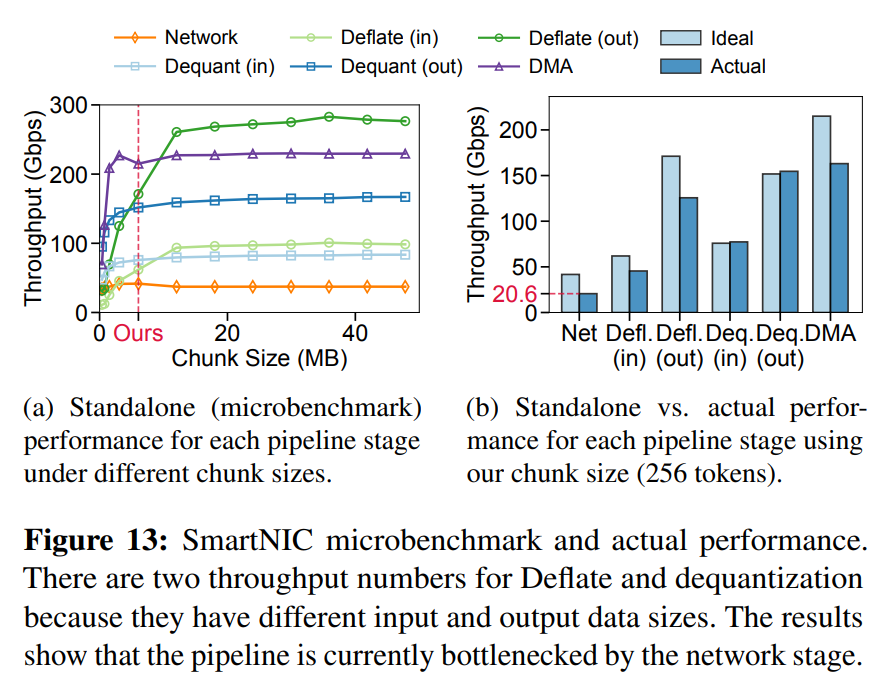 Network
Deflate (in)
Deflate (out)
Ideal
Dequant (in)
Dequant (out)
DMA
Actual
Throughput (Gbps)
300
200
100
0
0
Ours
20
40
Chunk Size (MB)
Throughput (Gbps)
200
150
100
50
20.6
0
Net Defl. Defl. Deq. Deq. DMA
(in) (out) (in) (out)
(a) Standalone (microbenchmark)
performance for each pipeline stage
under different chunk sizes.
(b) Standalone vs. actual perfor-
mance for each pipeline stage using
our chunk size (256 tokens).
Figure 13: SmartNIC microbenchmark and actual performance.
There are two throughput numbers for Deflate and dequantization
because they have different input and output data sizes. The results
show that the pipeline is currently bottlenecked by the network stage.